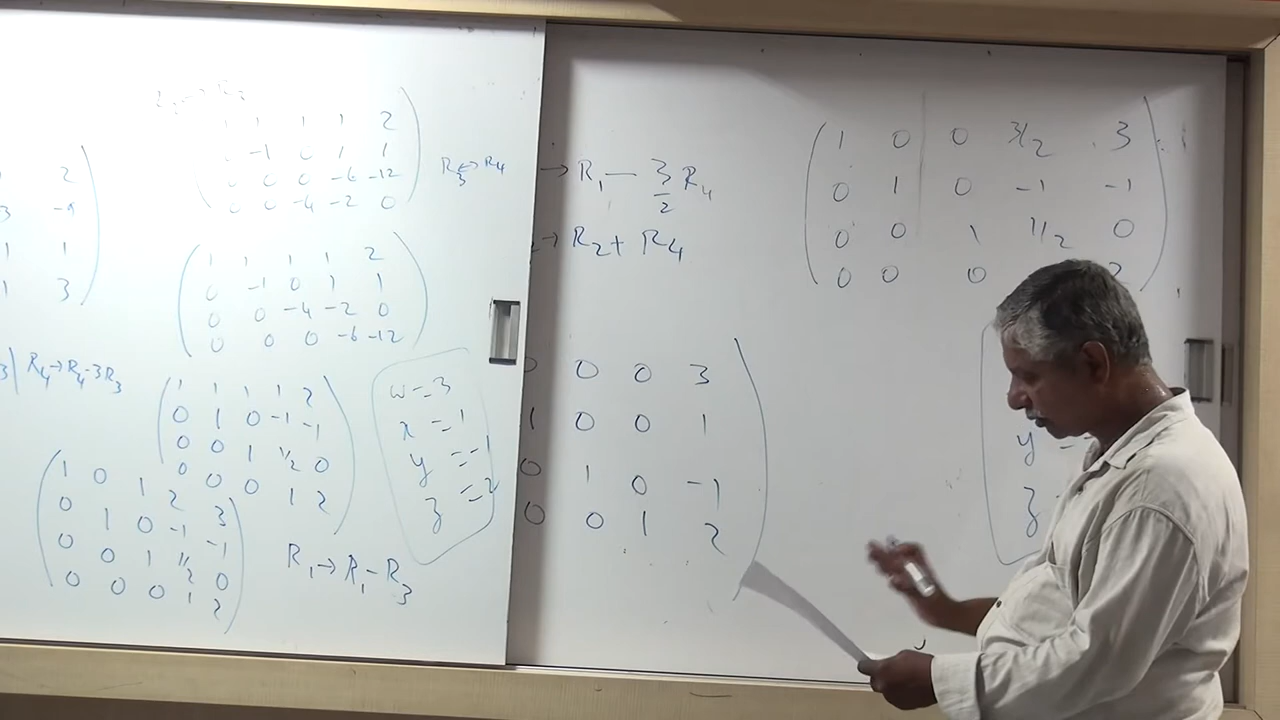 1 1 1 1 2
-1 0 1 1
0 0 0 -6 -12
0 0 -4 -2 0
R3 ↔ R4
2
3
1 1
1 3
1 1 1 1 2
0 -1 0 1 1
0 0 -4 -2 0
0 0 0 -6 -12
R4 → R4 - 3R3
1 1 1 1 2
0 1 0 -1 -1
0 0 1 1/2 0
0 0 0 1 2
1 0 1 2 3
0 1 0 -1 -1
0 0 1 1/2 0
0 0 0 1 2
R1 → R1 - R3
w = 3
x = 1
y = -1
z = 2
→ R1 - 3/2 R4
→ R2 + R4
0 0 0 3
1 0 0 0 1
0 1 0 -1
0 0 1 2
1 0 0 3/2 3
0 1 0 -1 -1
0 0 1 1/2 0
0 0 0 2
y =
z =